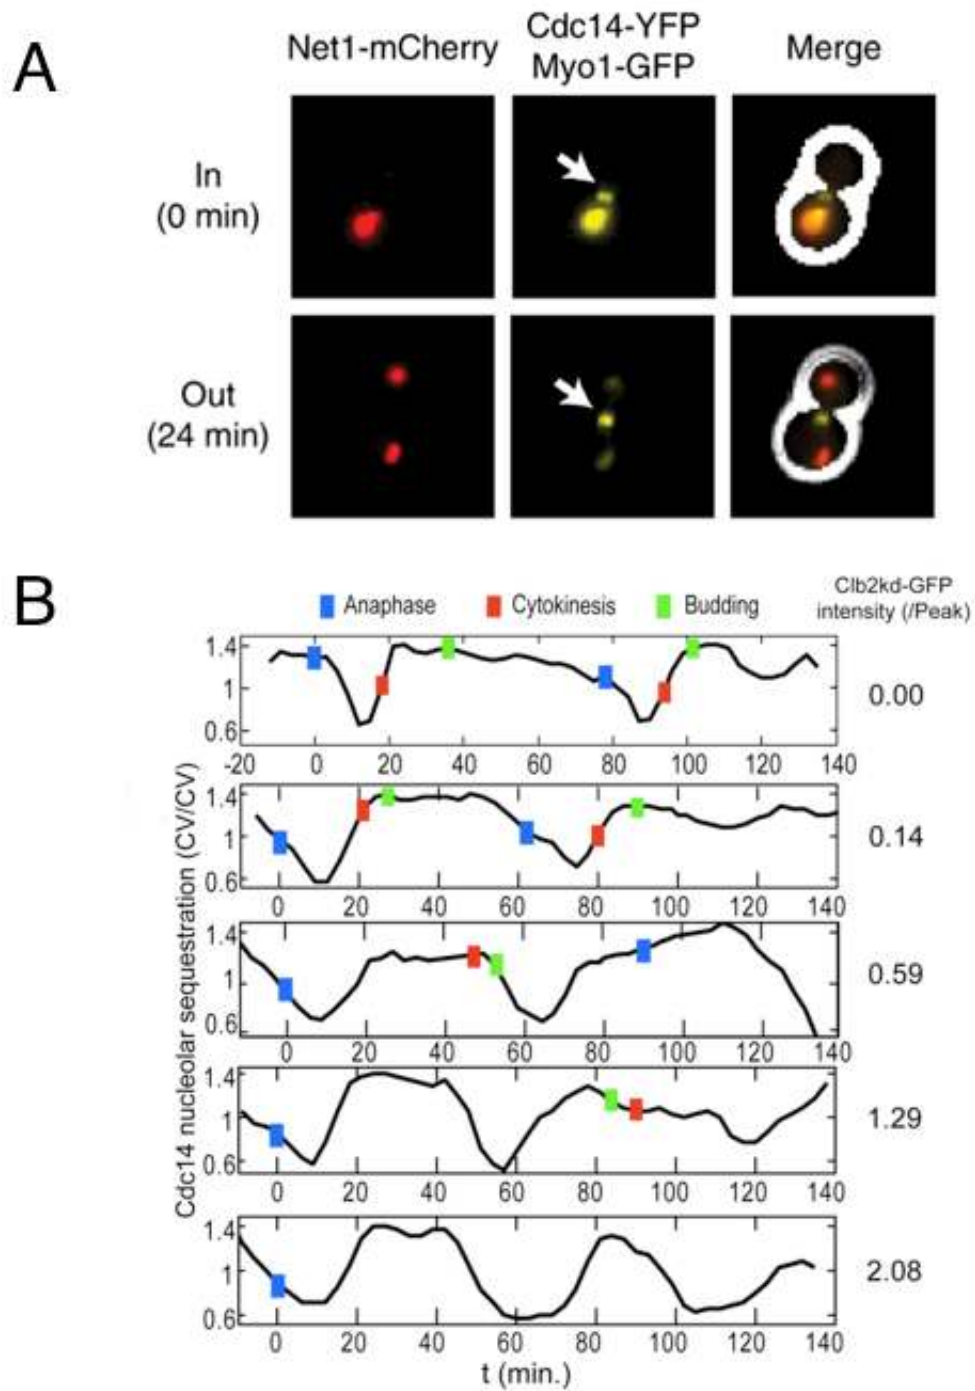 A
Net1-mCherry
Cdc14-YFP
Myo1-GFP
Merge
In
(0 min)
Out
(24 min)
B
Anaphase
Cytokinesis
Budding
Clb2kd-GFP
intensity (/Peak)
Cdc14 nucleolar sequestration (CV/CV)
1.4
1
0.6
-20 0 20 40 60 80 100 120 140
0.00
1.4
1
0.6
0 20 40 60 80 100 120 140
0.14
1.4
1
0.6
0 20 40 60 80 100 120 140
0.59
1.4
1
0.6
0 20 40 60 80 100 120 140
1.29
1.4
1
0.6
0 20 40 60 80 100 120 140
2.08
t (min.)